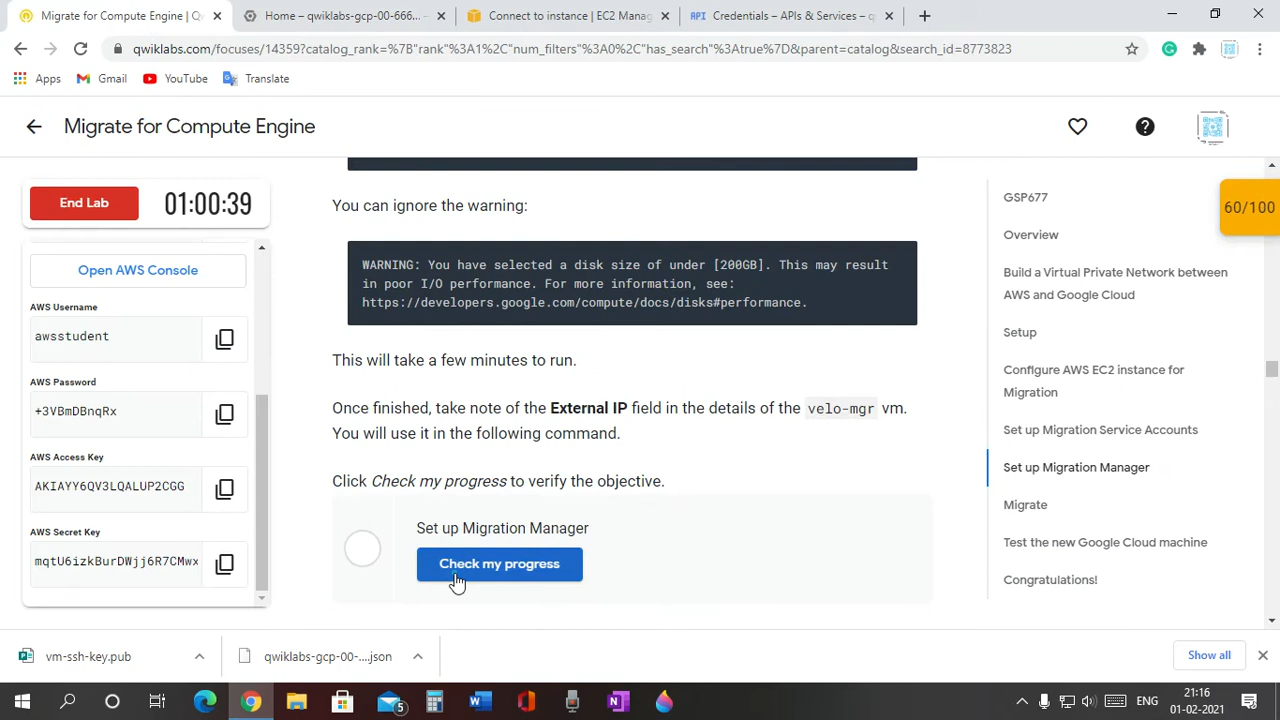 Migrate for Compute Engine | Q
Home – qwiklabs-gcp-00-666...
Connect to instance | EC2 Manag
API Credentials – APIs & Services – q
qwiklabs.com/focuses/14359?catalog_rank=%7B"rank"%3A1%2C"num_filters"%3A0%2C"has_search"%3Atrue%7D&parent=catalog&search_id=8773823
Apps
Gmail
YouTube
Translate
Migrate for Compute Engine
End Lab
01:00:39
Open AWS Console
AWS Username
awsstudent
AWS Password
+3VBmDBnqRx
AWS Access Key
AKIAYY6QV3LQALUP2CGG
AWS Secret Key
mqtU6izkBurDWjj6R7CMwx
You can ignore the warning:
WARNING: You have selected a disk size of under [200GB]. This may result
in poor I/O performance. For more information, see:
https://developers.google.com/compute/docs/disks#performance.
This will take a few minutes to run.
Once finished, take note of the External IP field in the details of the velo-mgr vm.
You will use it in the following command.
Click Check my progress to verify the objective.
Set up Migration Manager
Check my progress
GSP677
Overview
Build a Virtual Private Network between
AWS and Google Cloud
Setup
Configure AWS EC2 instance for
Migration
Set up Migration Service Accounts
Set up Migration Manager
Migrate
Test the new Google Cloud machine
Congratulations!
60/100
vm-ssh-key.pub
qwiklabs-gcp-00-....json
Show all
5
ENG
21:16
01-02-2021